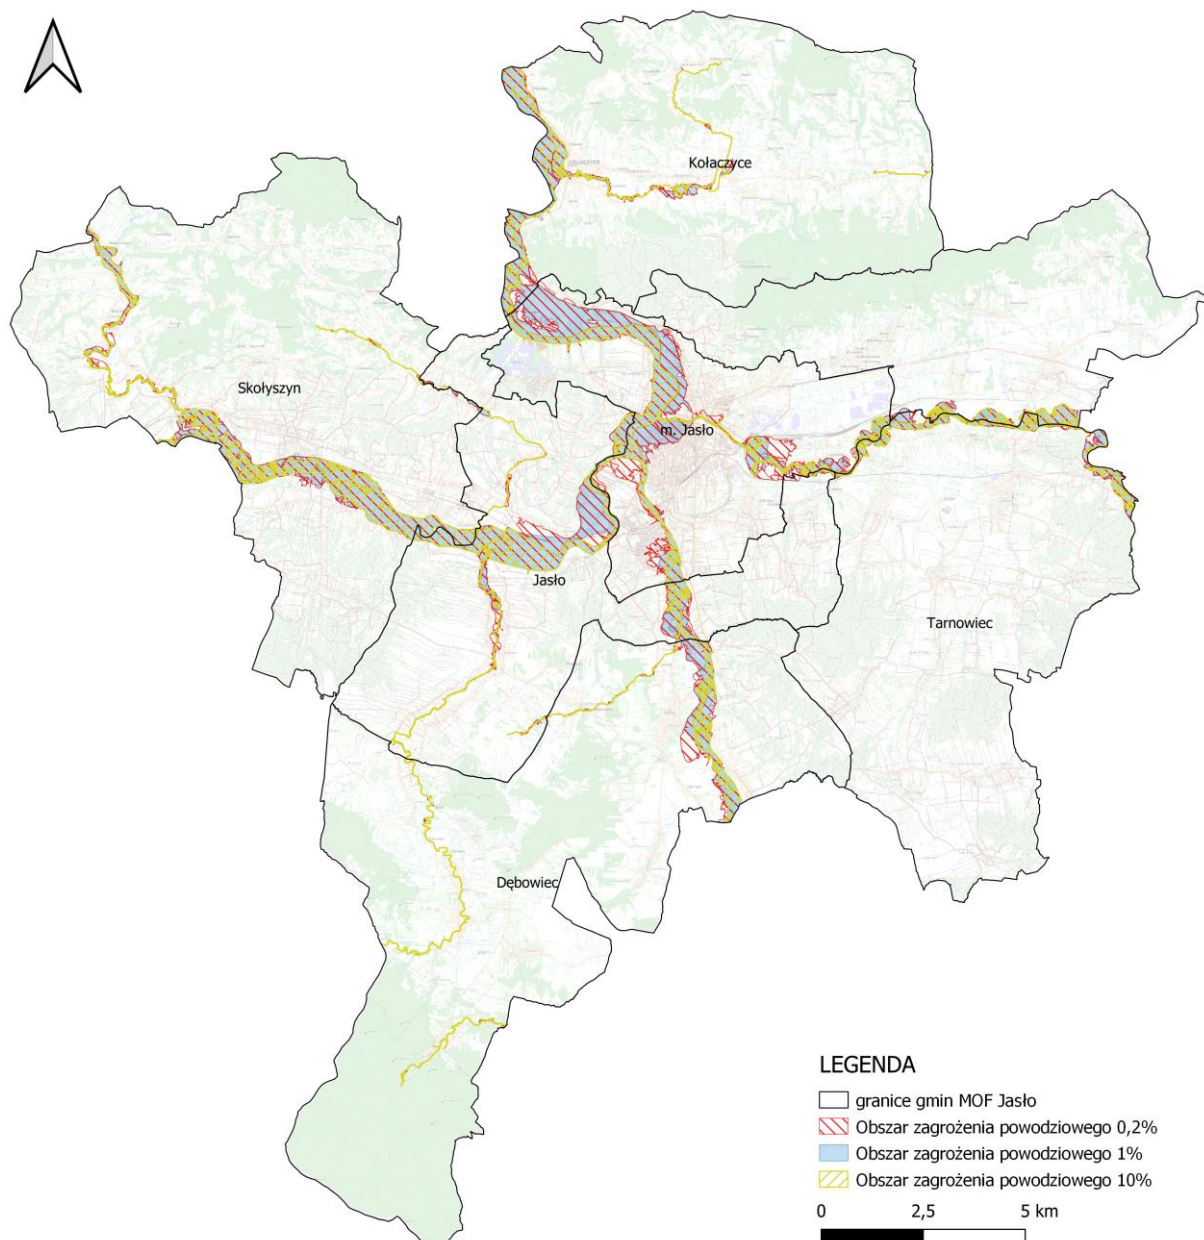 Kołaczyce
Skołyszyn
m. Jasło
Jasło
Tarnowiec
Dębowiec
LEGENDA
granice gmin MOF Jasło
Obszar zagrożenia powodziowego 0,2%
Obszar zagrożenia powodziowego 1%
Obszar zagrożenia powodziowego 10%
0 2,5 5 km